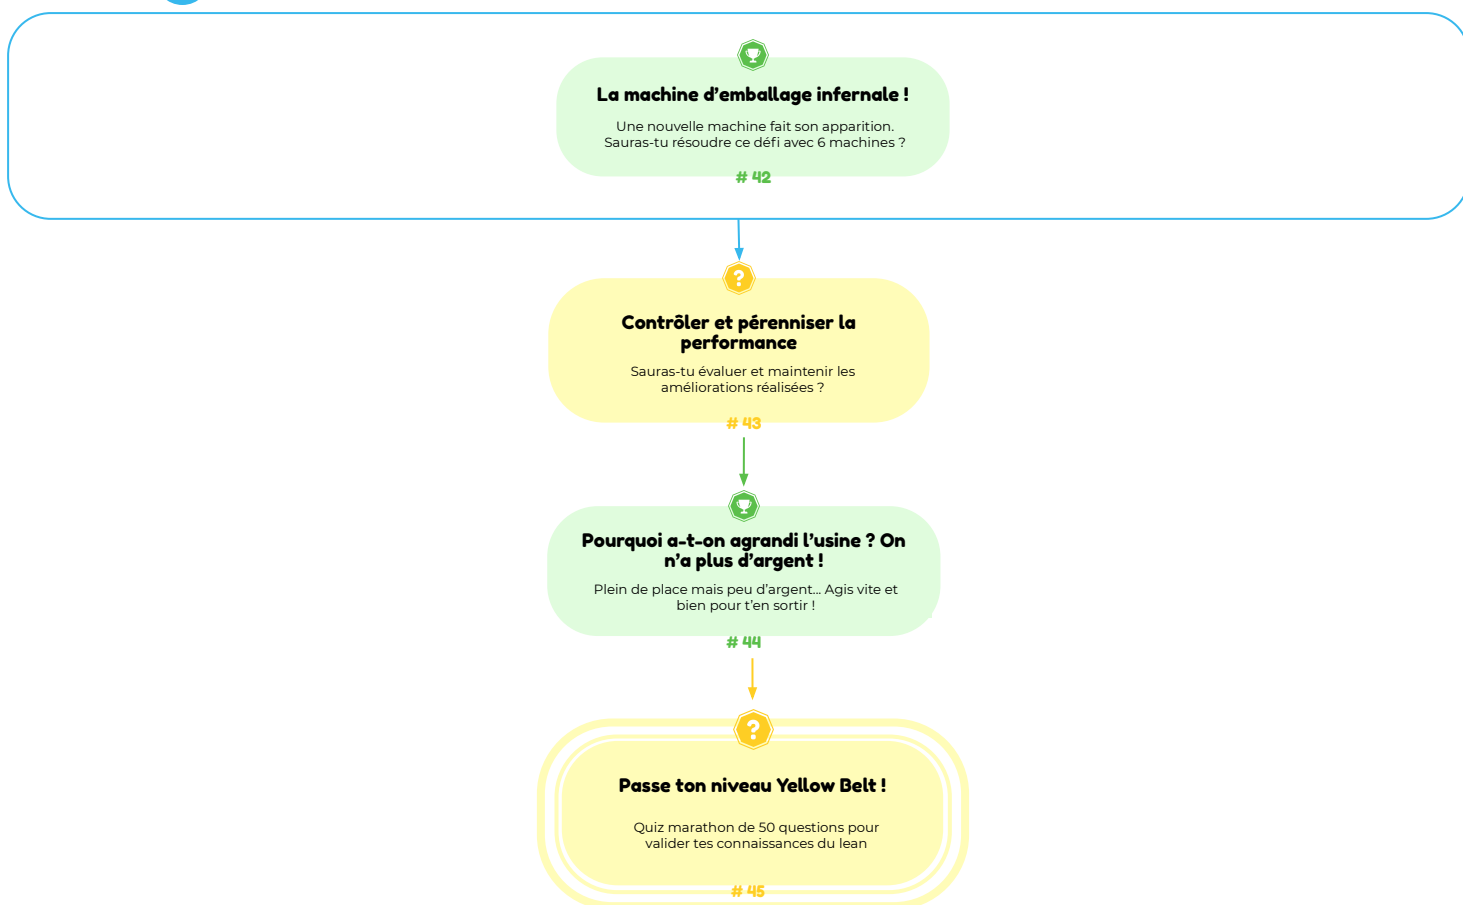 La machine d’emballage infernale !
Une nouvelle machine fait son apparition.
Sauras-tu résoudre ce défi avec 6 machines ?
# 42
?
Contrôler et pérenniser la
performance
Sauras-tu évaluer et maintenir les
améliorations réalisées ?
# 43
Pourquoi a-t-on agrandi l’usine ? On
n’a plus d’argent !
Plein de place mais peu d’argent... Agis vite et
bien pour t’en sortir !
# 44
?
Passe ton niveau Yellow Belt !
Quiz marathon de 50 questions pour
valider tes connaissances du lean
# 45